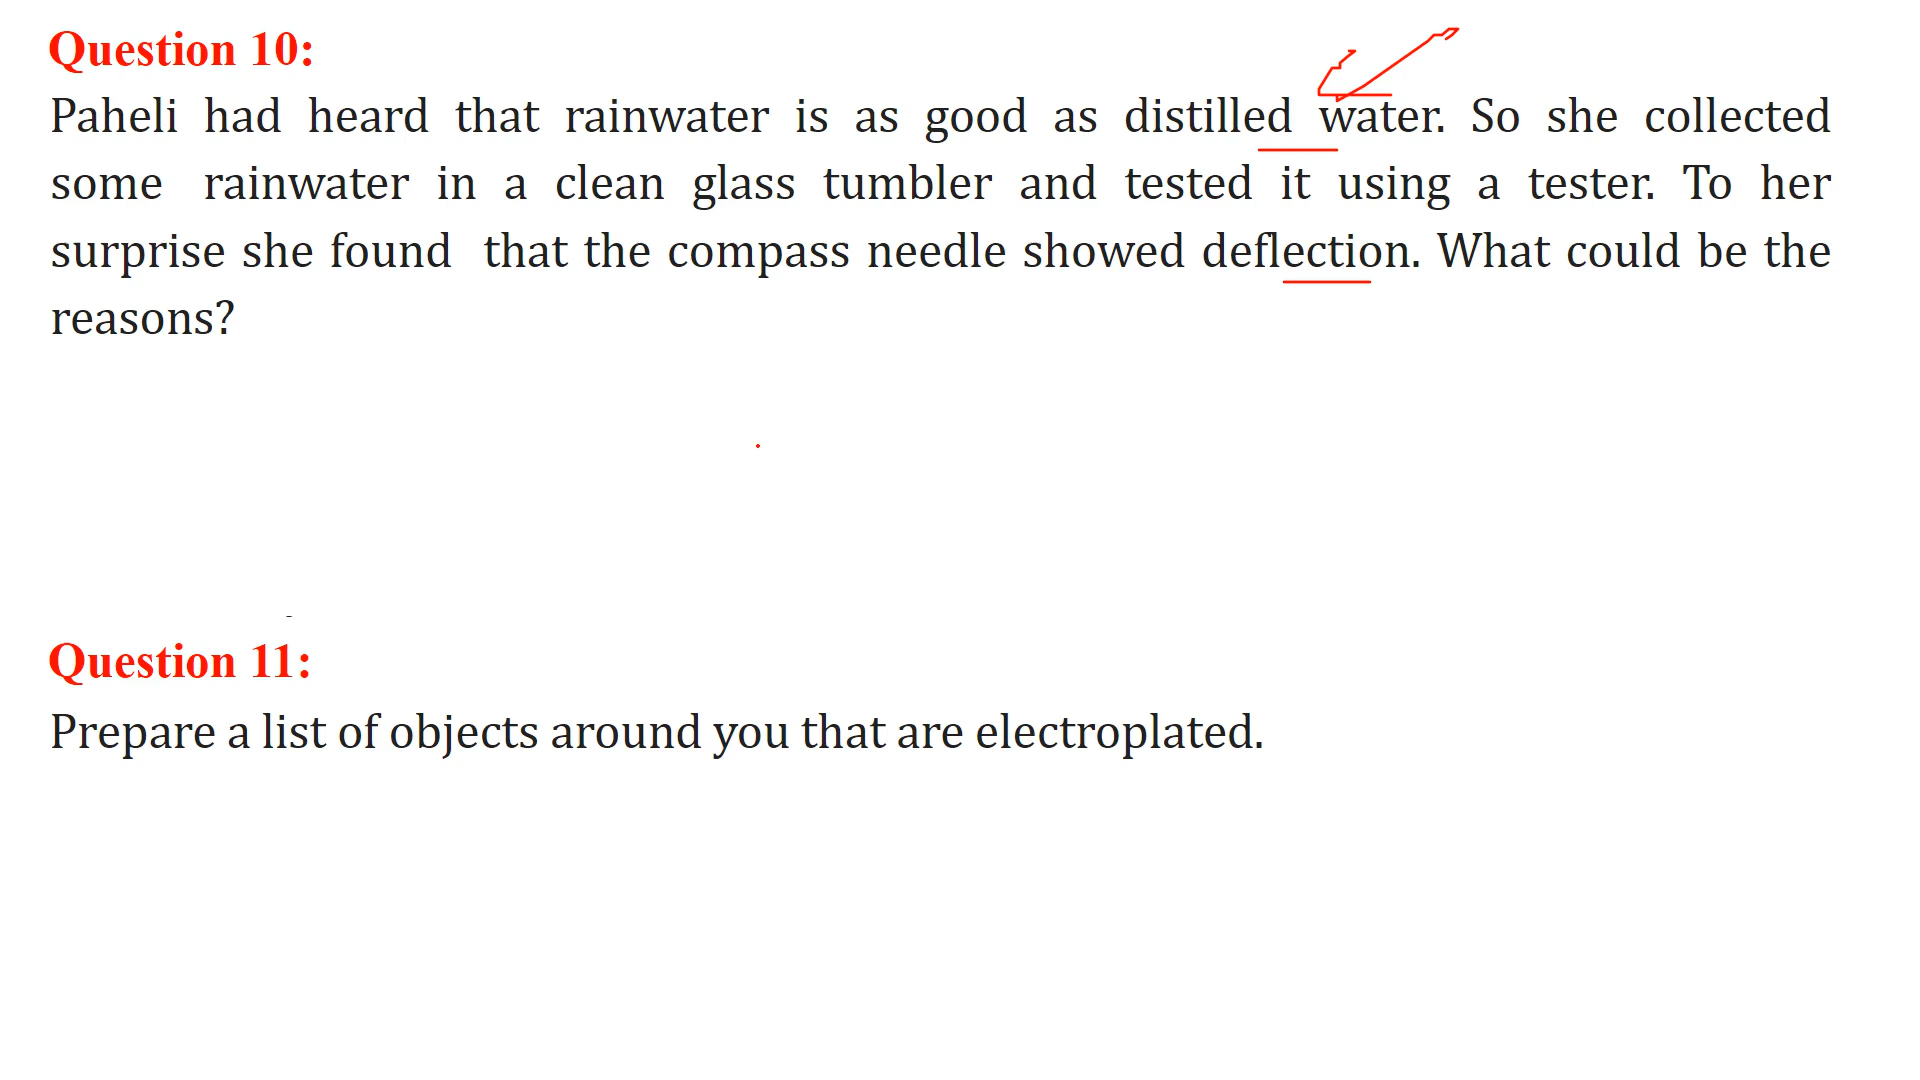 Question 10:
Paheli had heard that rainwater is as good as distilled water. So she collected
some rainwater in a clean glass tumbler and tested it using a tester. To her
surprise she found that the compass needle showed deflection. What could be the
reasons?
Question 11:
Prepare a list of objects around you that are electroplated.